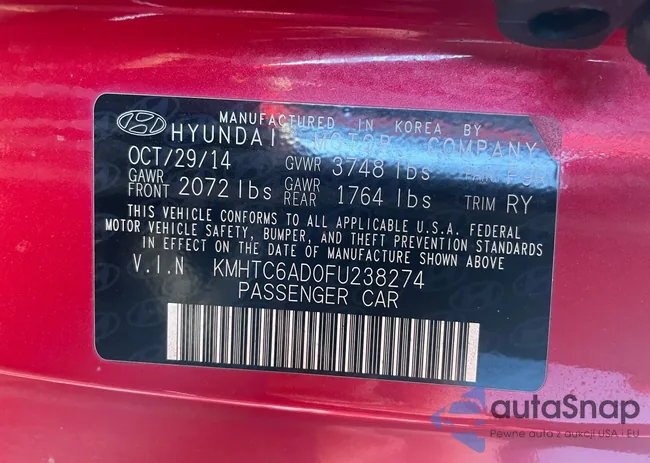 MANUFACTURED IN KOREA BY
HYUNDAI MOTOR COMPANY
OCT/29/14 GVWR 3748 lbs
GAWR FRONT 2072 lbs GAWR REAR 1764 lbs TRIM RY
THIS VEHICLE CONFORMS TO ALL APPLICABLE U.S.A. FEDERAL
MOTOR VEHICLE SAFETY, BUMPER, AND THEFT PREVENTION STANDARDS
IN EFFECT ON THE DATE OF MANUFACTURE SHOWN ABOVE
V.I.N KMHTC6AD0FU238274
PASSENGER CAR
autaSnap
Pewne auta z aukcji USA i EU